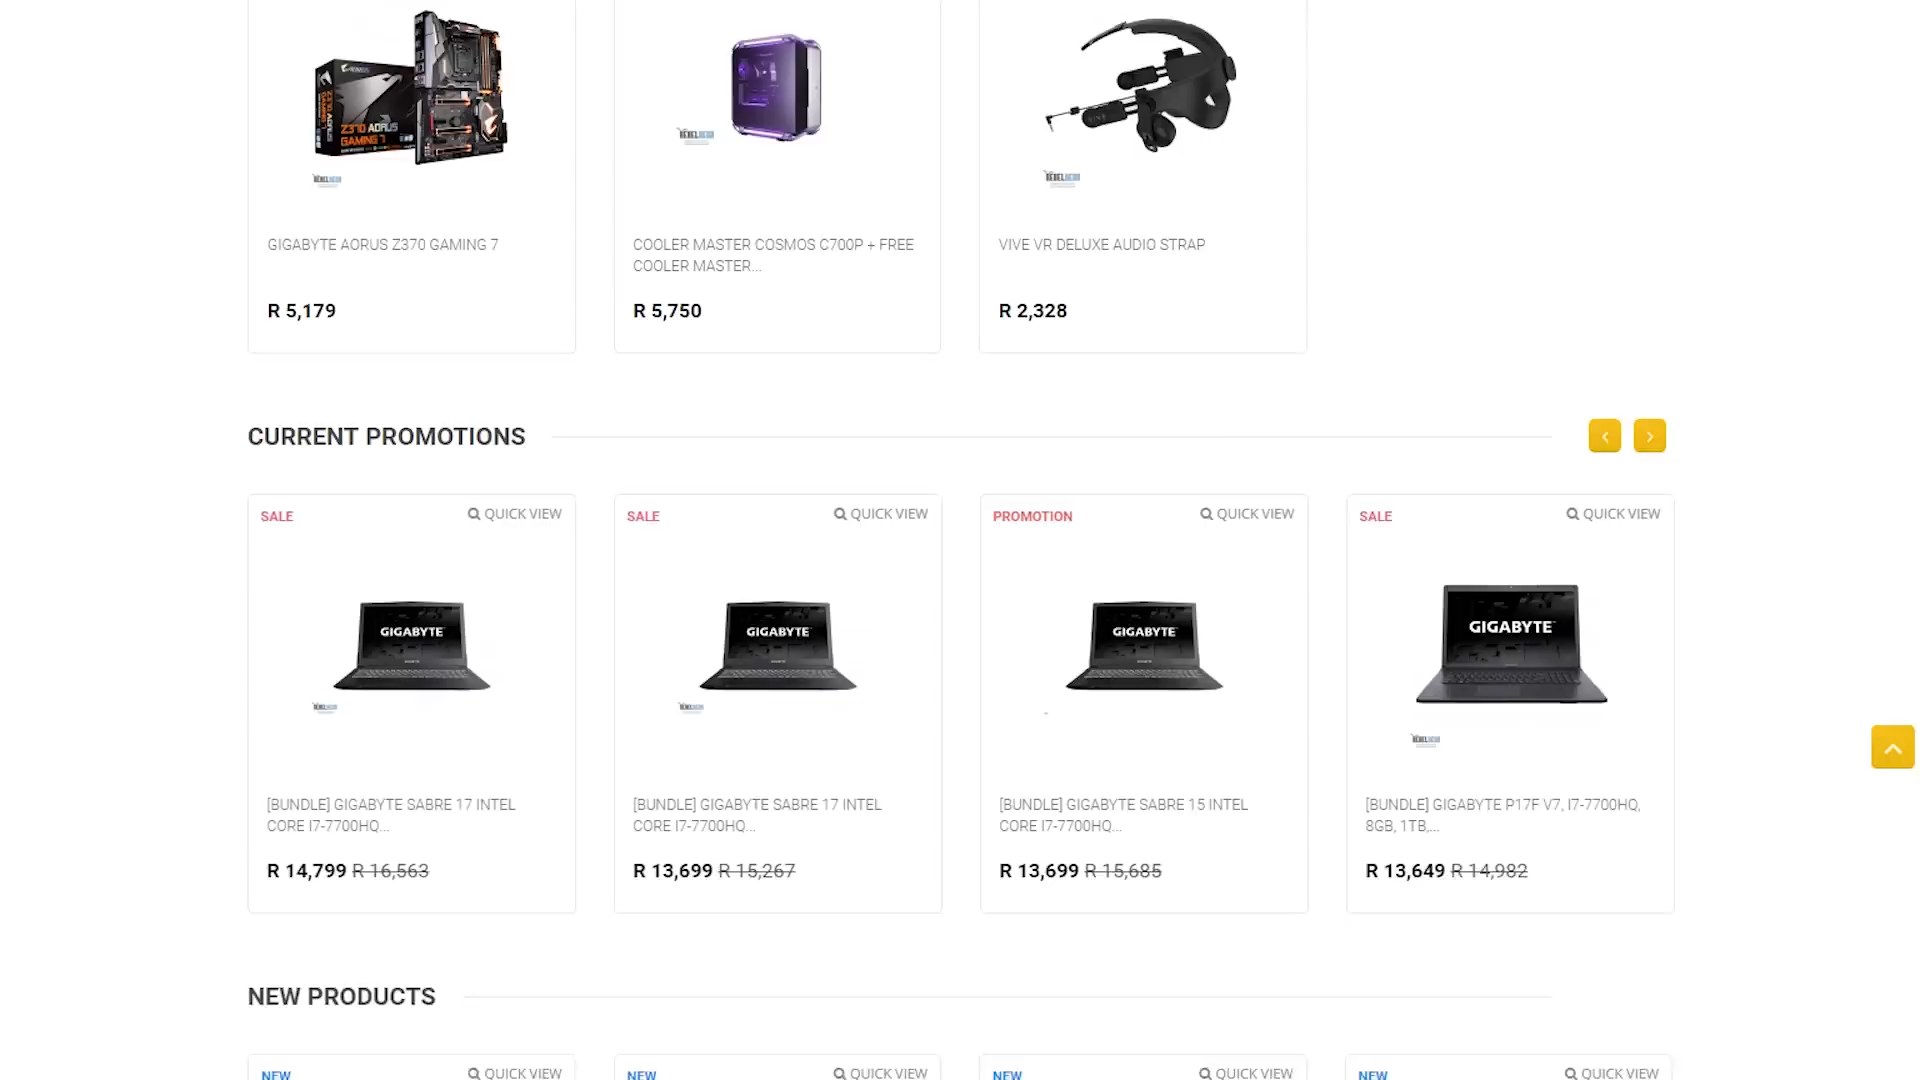 Z370 AORUS
GAMING 7
GIGABYTE AORUS Z370 GAMING 7
R 5,179
COOLER MASTER COSMOS C700P + FREE
COOLER MASTER...
R 5,750
VIVE VR DELUXE AUDIO STRAP
R 2,328
CURRENT PROMOTIONS
SALE
QUICK VIEW
GIGABYTE
[BUNDLE] GIGABYTE SABRE 17 INTEL
CORE I7-7700HQ...
R 14,799 R 16,563
SALE
QUICK VIEW
GIGABYTE
[BUNDLE] GIGABYTE SABRE 17 INTEL
CORE I7-7700HQ...
R 13,699 R 15,267
PROMOTION
QUICK VIEW
GIGABYTE
[BUNDLE] GIGABYTE SABRE 15 INTEL
CORE I7-7700HQ...
R 13,699 R 15,685
SALE
QUICK VIEW
GIGABYTE
[BUNDLE] GIGABYTE P17F V7, I7-7700HQ,
8GB, 1TB,...
R 13,649 R 14,982
NEW PRODUCTS
NEW
QUICK VIEW
NEW
QUICK VIEW
NEW
QUICK VIEW
NEW
QUICK VIEW